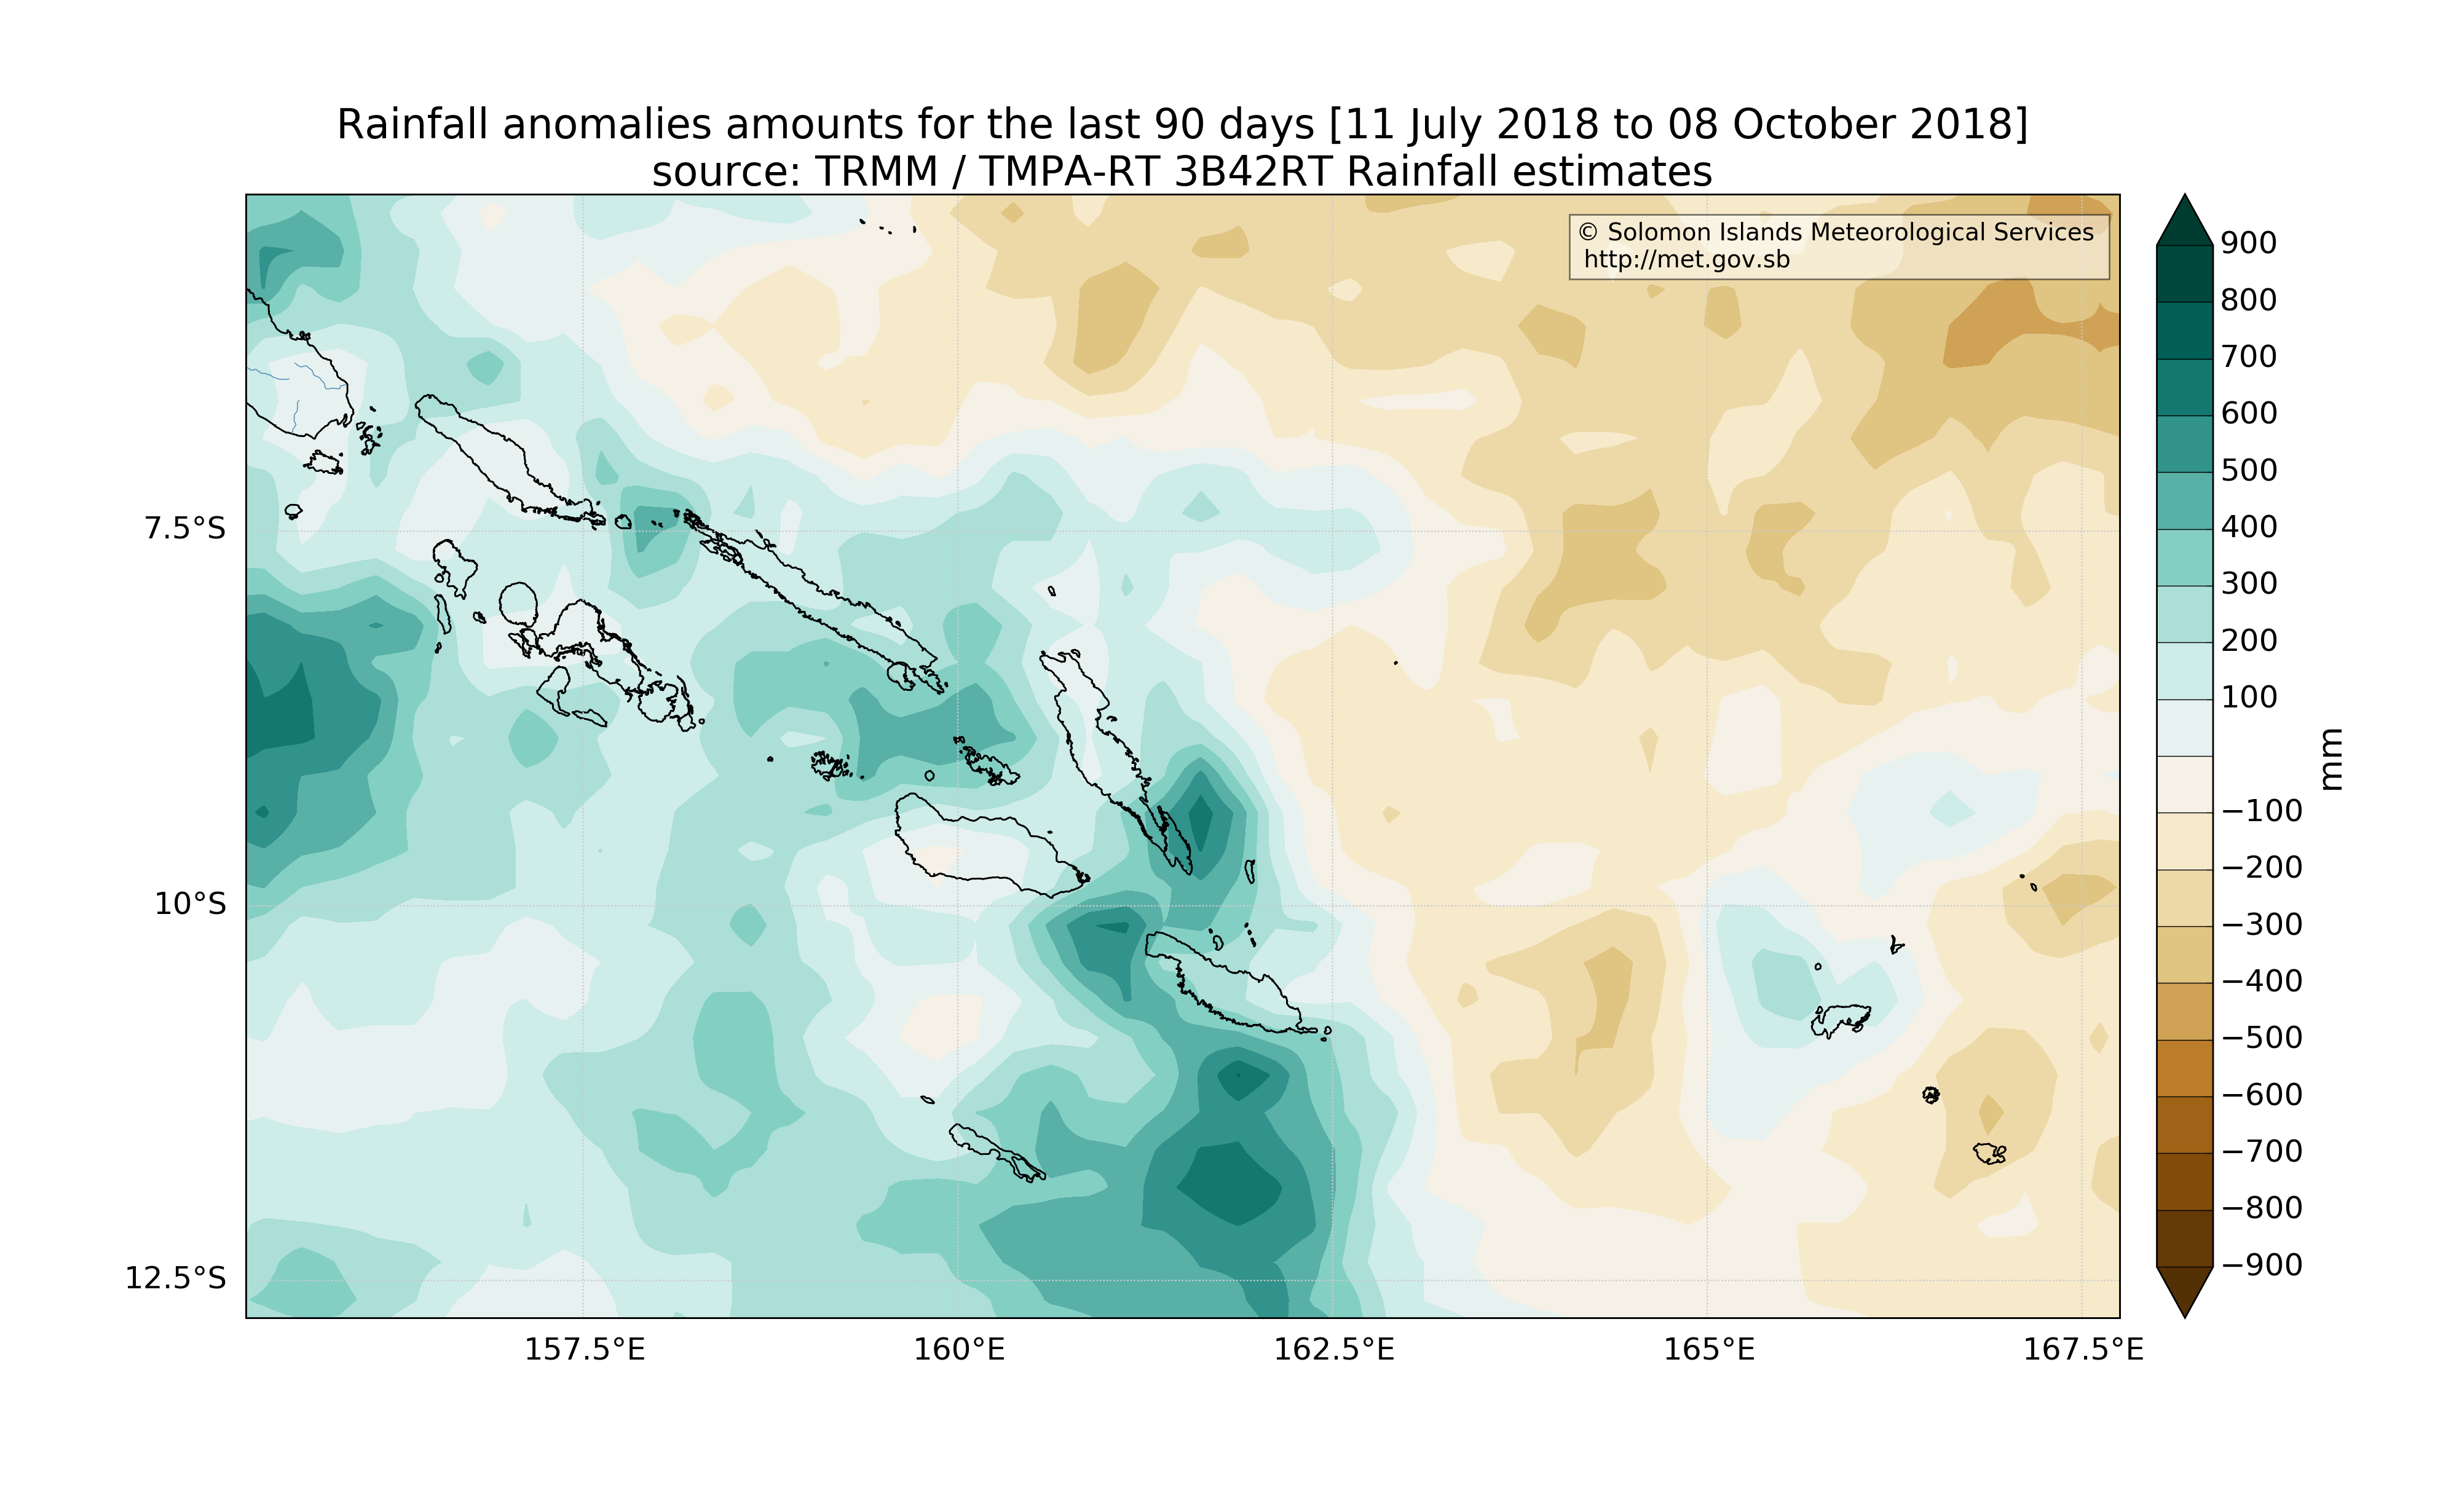 Rainfall anomalies amounts for the last 90 days [11 July 2018 to 08 October 2018]
source: TRMM / TMPA-RT 3B42RT Rainfall estimates
© Solomon Islands Meteorological Services
http://met.gov.sb
7.5°S
10°S
12.5°S
157.5°E
160°E
162.5°E
165°E
167.5°E
900
800
700
600
500
400
300
200
100
−100
−200
−300
−400
−500
−600
−700
−800
−900
mm